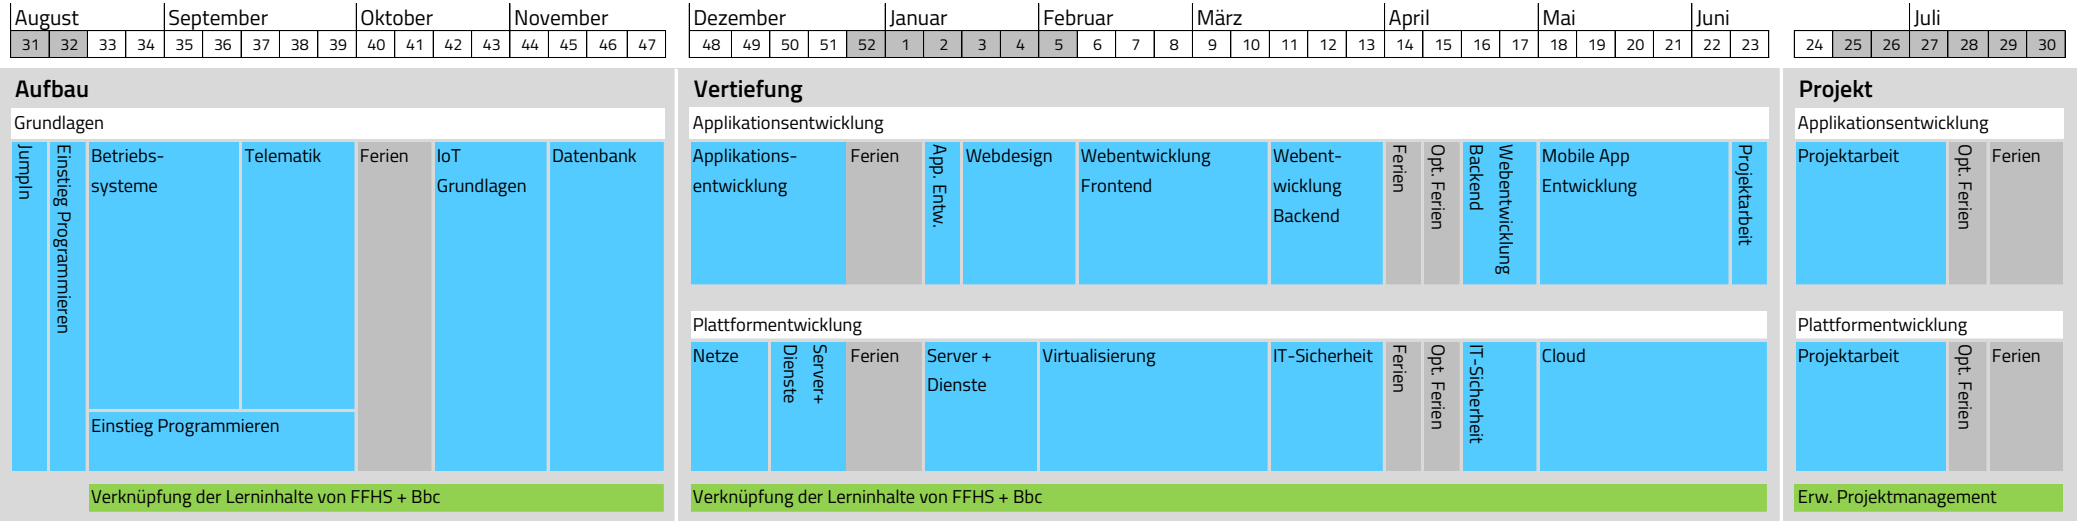 August September Oktober November Dezember Januar Februar März April Mai Juni Juli
31 32 33 34 35 36 37 38 39 40 41 42 43 44 45 46 47 48 49 50 51 52 1 2 3 4 5 6 7 8 9 10 11 12 13 14 15 16 17 18 19 20 21 22 23 24 25 26 27 28 29 30
Aufbau
Grundlagen
JumpIn
Einstieg Programmieren
Betriebs-
systeme
Telematik
Ferien
IoT
Grundlagen
Datenbank
Einstieg Programmieren
Verknüpfung der Lerninhalte von FFHS + Bbc
Vertiefung
Applikationsentwicklung
Applikations-
entwicklung
Ferien
App. Entw.
Webdesign
Webentwicklung
Frontend
Webent-
wicklung
Backend
Ferien
Opt. Ferien
Webentwicklung
Backend
Mobile App
Entwicklung
Projektarbeit
Plattformentwicklung
Netze
Server+
Dienste
Ferien
Server +
Dienste
Virtualisierung
IT-Sicherheit
Ferien
Opt. Ferien
IT-Sicherheit
Cloud
Verknüpfung der Lerninhalte von FFHS + Bbc
Projekt
Applikationsentwicklung
Projektarbeit
Opt. Ferien
Ferien
Plattformentwicklung
Projektarbeit
Opt. Ferien
Ferien
Erw. Projektmanagement